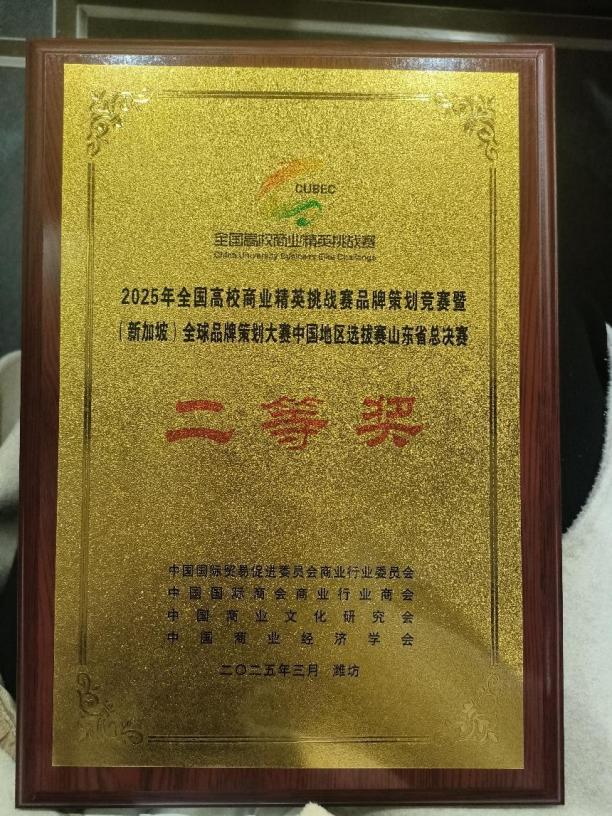 CUBEC
全国高校商业精英挑战赛
China University Business Elite Challenge
2025年全国高校商业精英挑战赛品牌策划竞赛暨
（新加坡）全球品牌策划大赛中国地区选拔赛山东省总决赛
二等奖
中国国际贸易促进委员会商业行业委员会
中国国际商会商业行业商会
中国商业文化研究会
中国商业经济学会
二〇二五年三月 潍坊